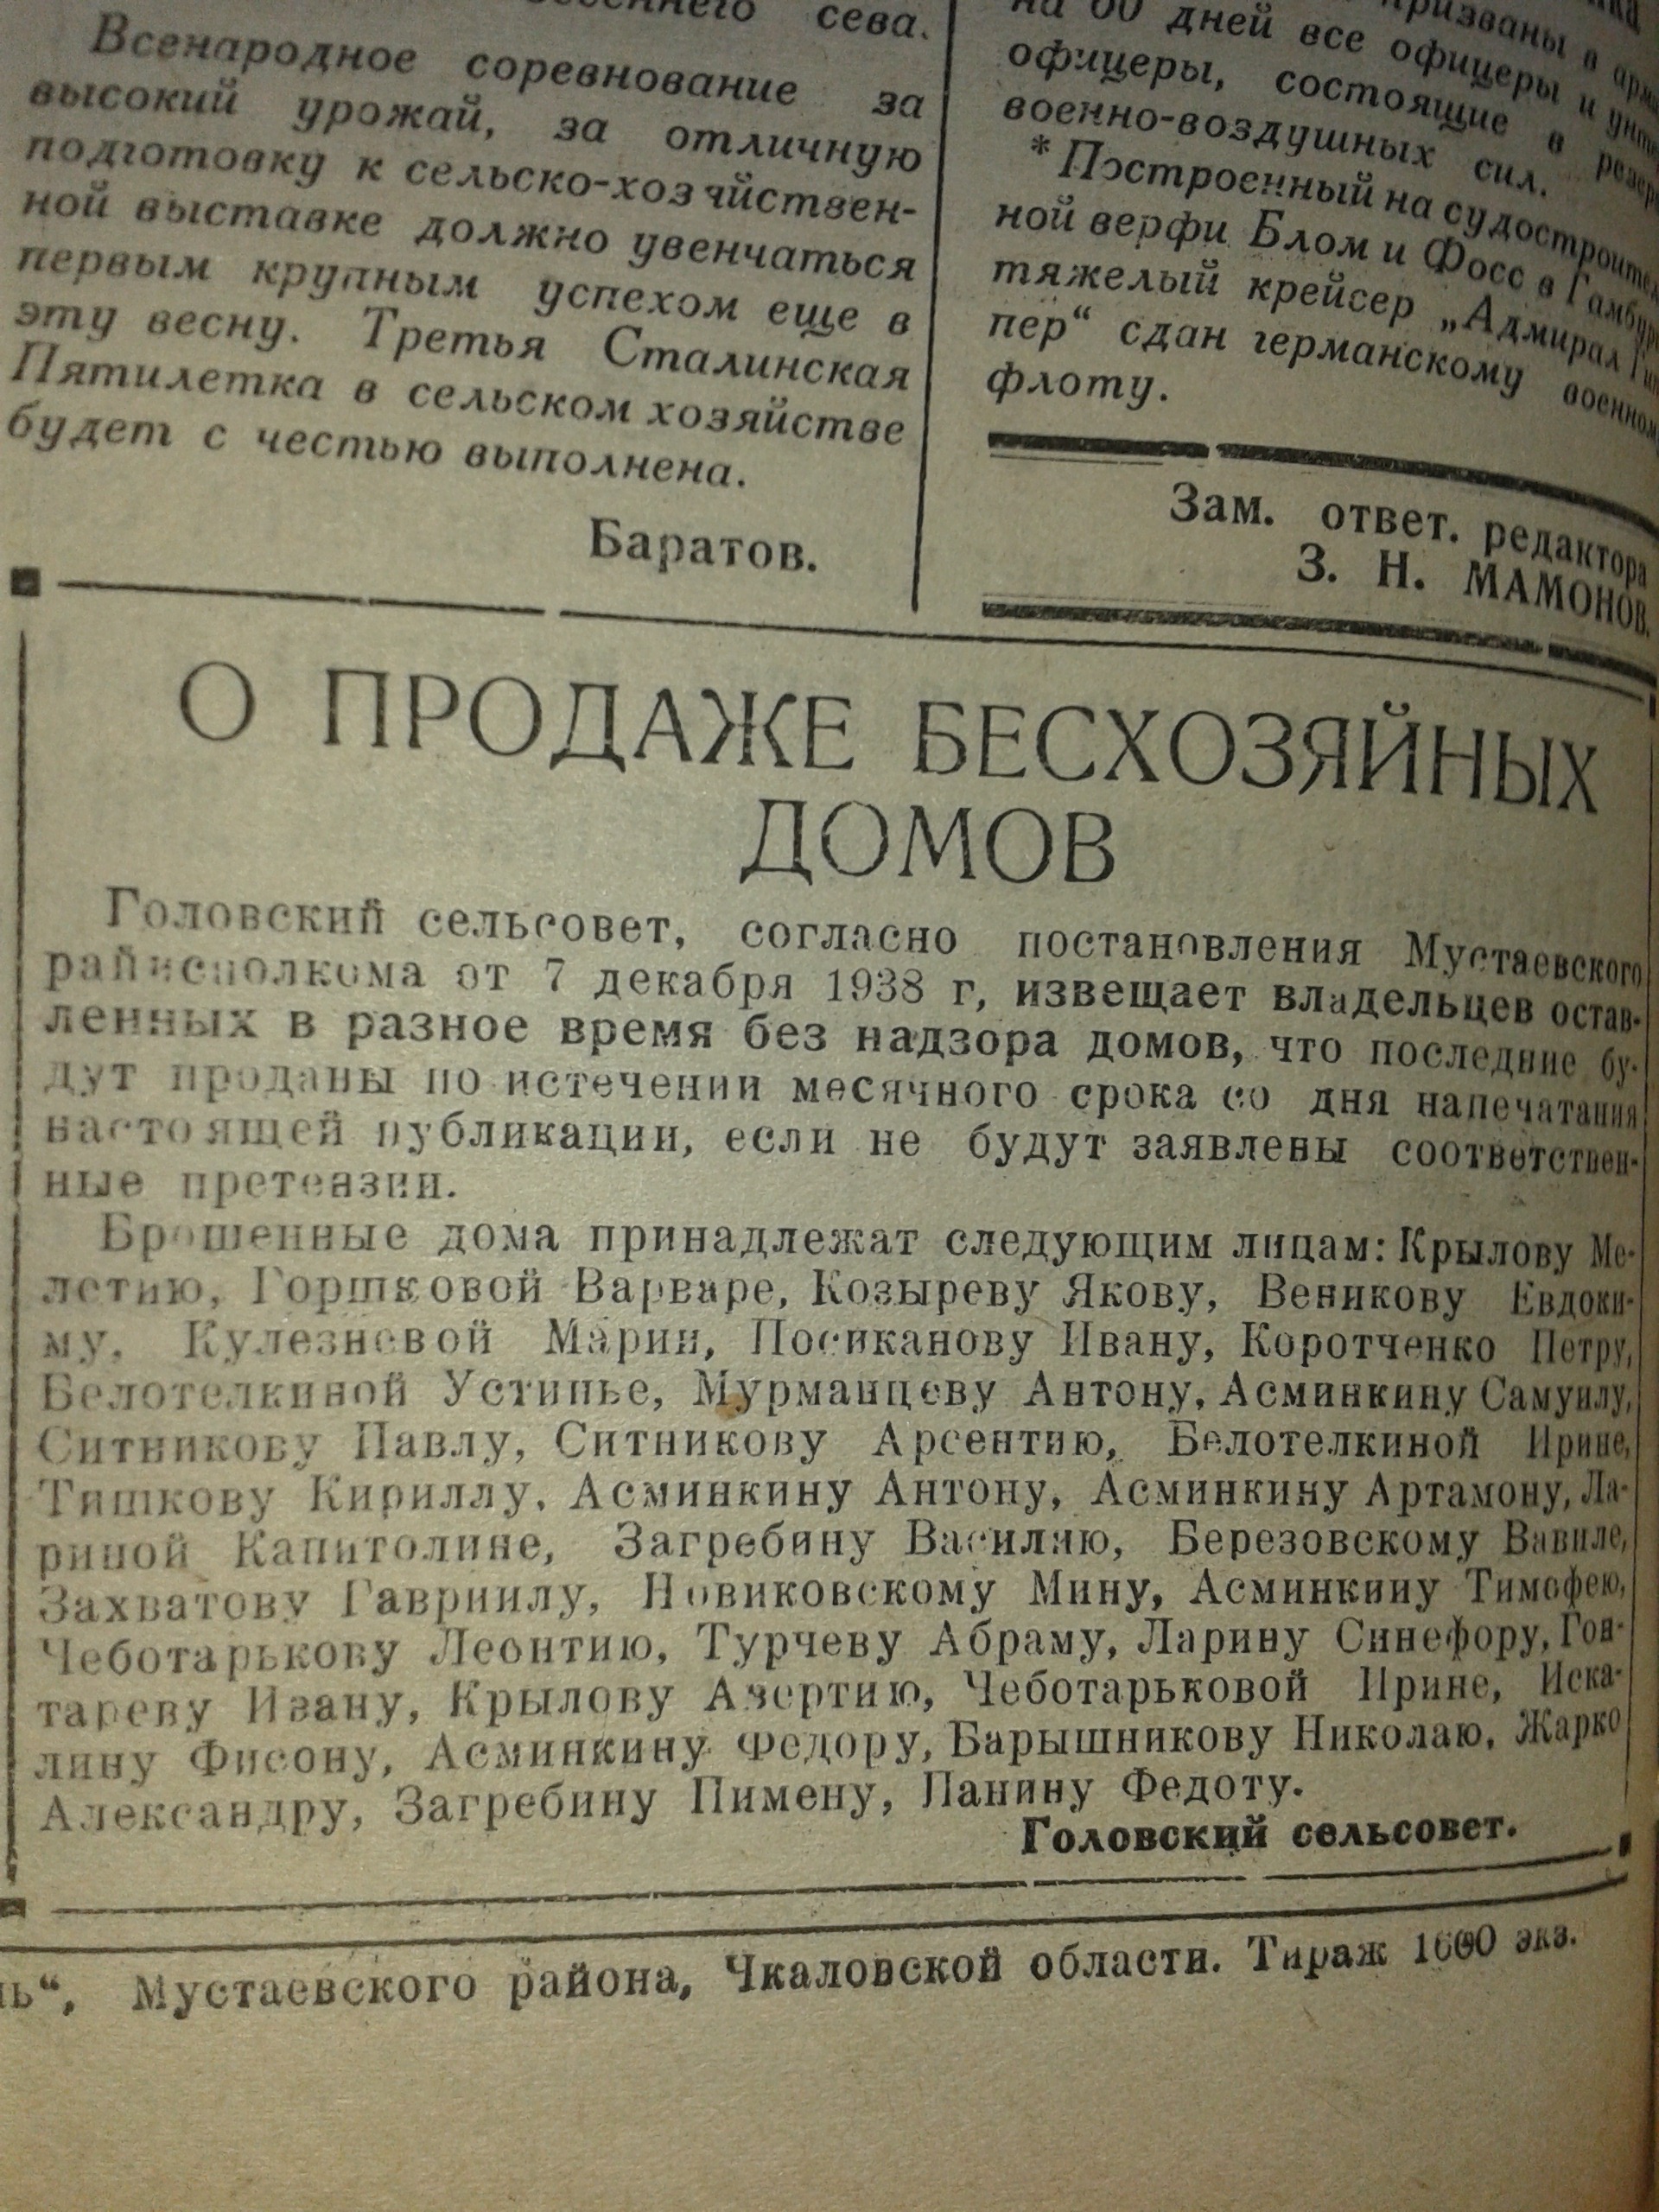 сева.
Всенародное соревнование за
высокий урожай, за отличную
подготовку к сельско-хозяйствен-
ной выставке должно увенчаться
первым крупным успехом еще в
эту весну. Третья Сталинская
Пятилетка в сельском хозяйстве
будет с честью выполнена.
Баратов.
призваны в
на 60 дней все офицеры и
офицеры, состоящие в
военно-воздушных сил.
* Построенный на судостроитель
ной верфи Блом и Фосс в
тяжелый крейсер „Адмирал
пер“ сдан германскому военному
флоту.
Зам. ответ. редактора
З. Н. МАМОНОВ.
О ПРОДАЖЕ БЕСХОЗЯЙНЫХ
ДОМОВ
Головский сельсовет, согласно постановления Мустаевского
райисполкома от 7 декабря 1938 г, извещает владельцев остав-
ленных в разное время без надзора домов, что последние бу-
дут проданы по истечении месячного срока со дня напечатания
настоящей публикации, если не будут заявлены соответствен-
ные претензии.
Брошенные дома принадлежат следующим лицам: Крылову Ме-
летию, Горшковой Варваре, Козыреву Якову, Веникову Евдоки-
му, Кулезневой Марии, Посиканову Ивану, Коротченко Петру,
Белотелкиной Устинье, Мурманцеву Антону, Асминкину Самуилу,
Ситникову Павлу, Ситникову Арсентию, Белотелкиной Ирине,
Тишкову Кириллу, Асминкину Антону, Асминкину Артамону, Ла-
риной Капитолине, Загребину Василию, Березовскому Вавиле,
Захватову Гавриилу, Новиковскому Мину, Асминкину Тимофею,
Чеботарькову Леонтию, Турчеву Абраму, Ларину Синефору, Гон-
тареву Ивану, Крылову Чеботарьковой Ирине, Иска-
лину Фисону, Асминкину Федору, Барышникову Николаю, Жарко
Александру, Загребину Пимену, Панину Федоту.
Головский сельсовет.
нь“, Мустаевского района, Чкаловской области. Тираж 1600 экз.